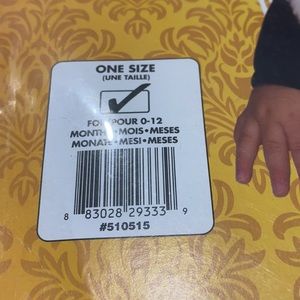 ONE SIZE
(UNE TAILLE)
FOR/POUR 0-12
MONTHS•MOIS•MESES
MONATE•MESI•MESES
8 83028 29333 9
#510515